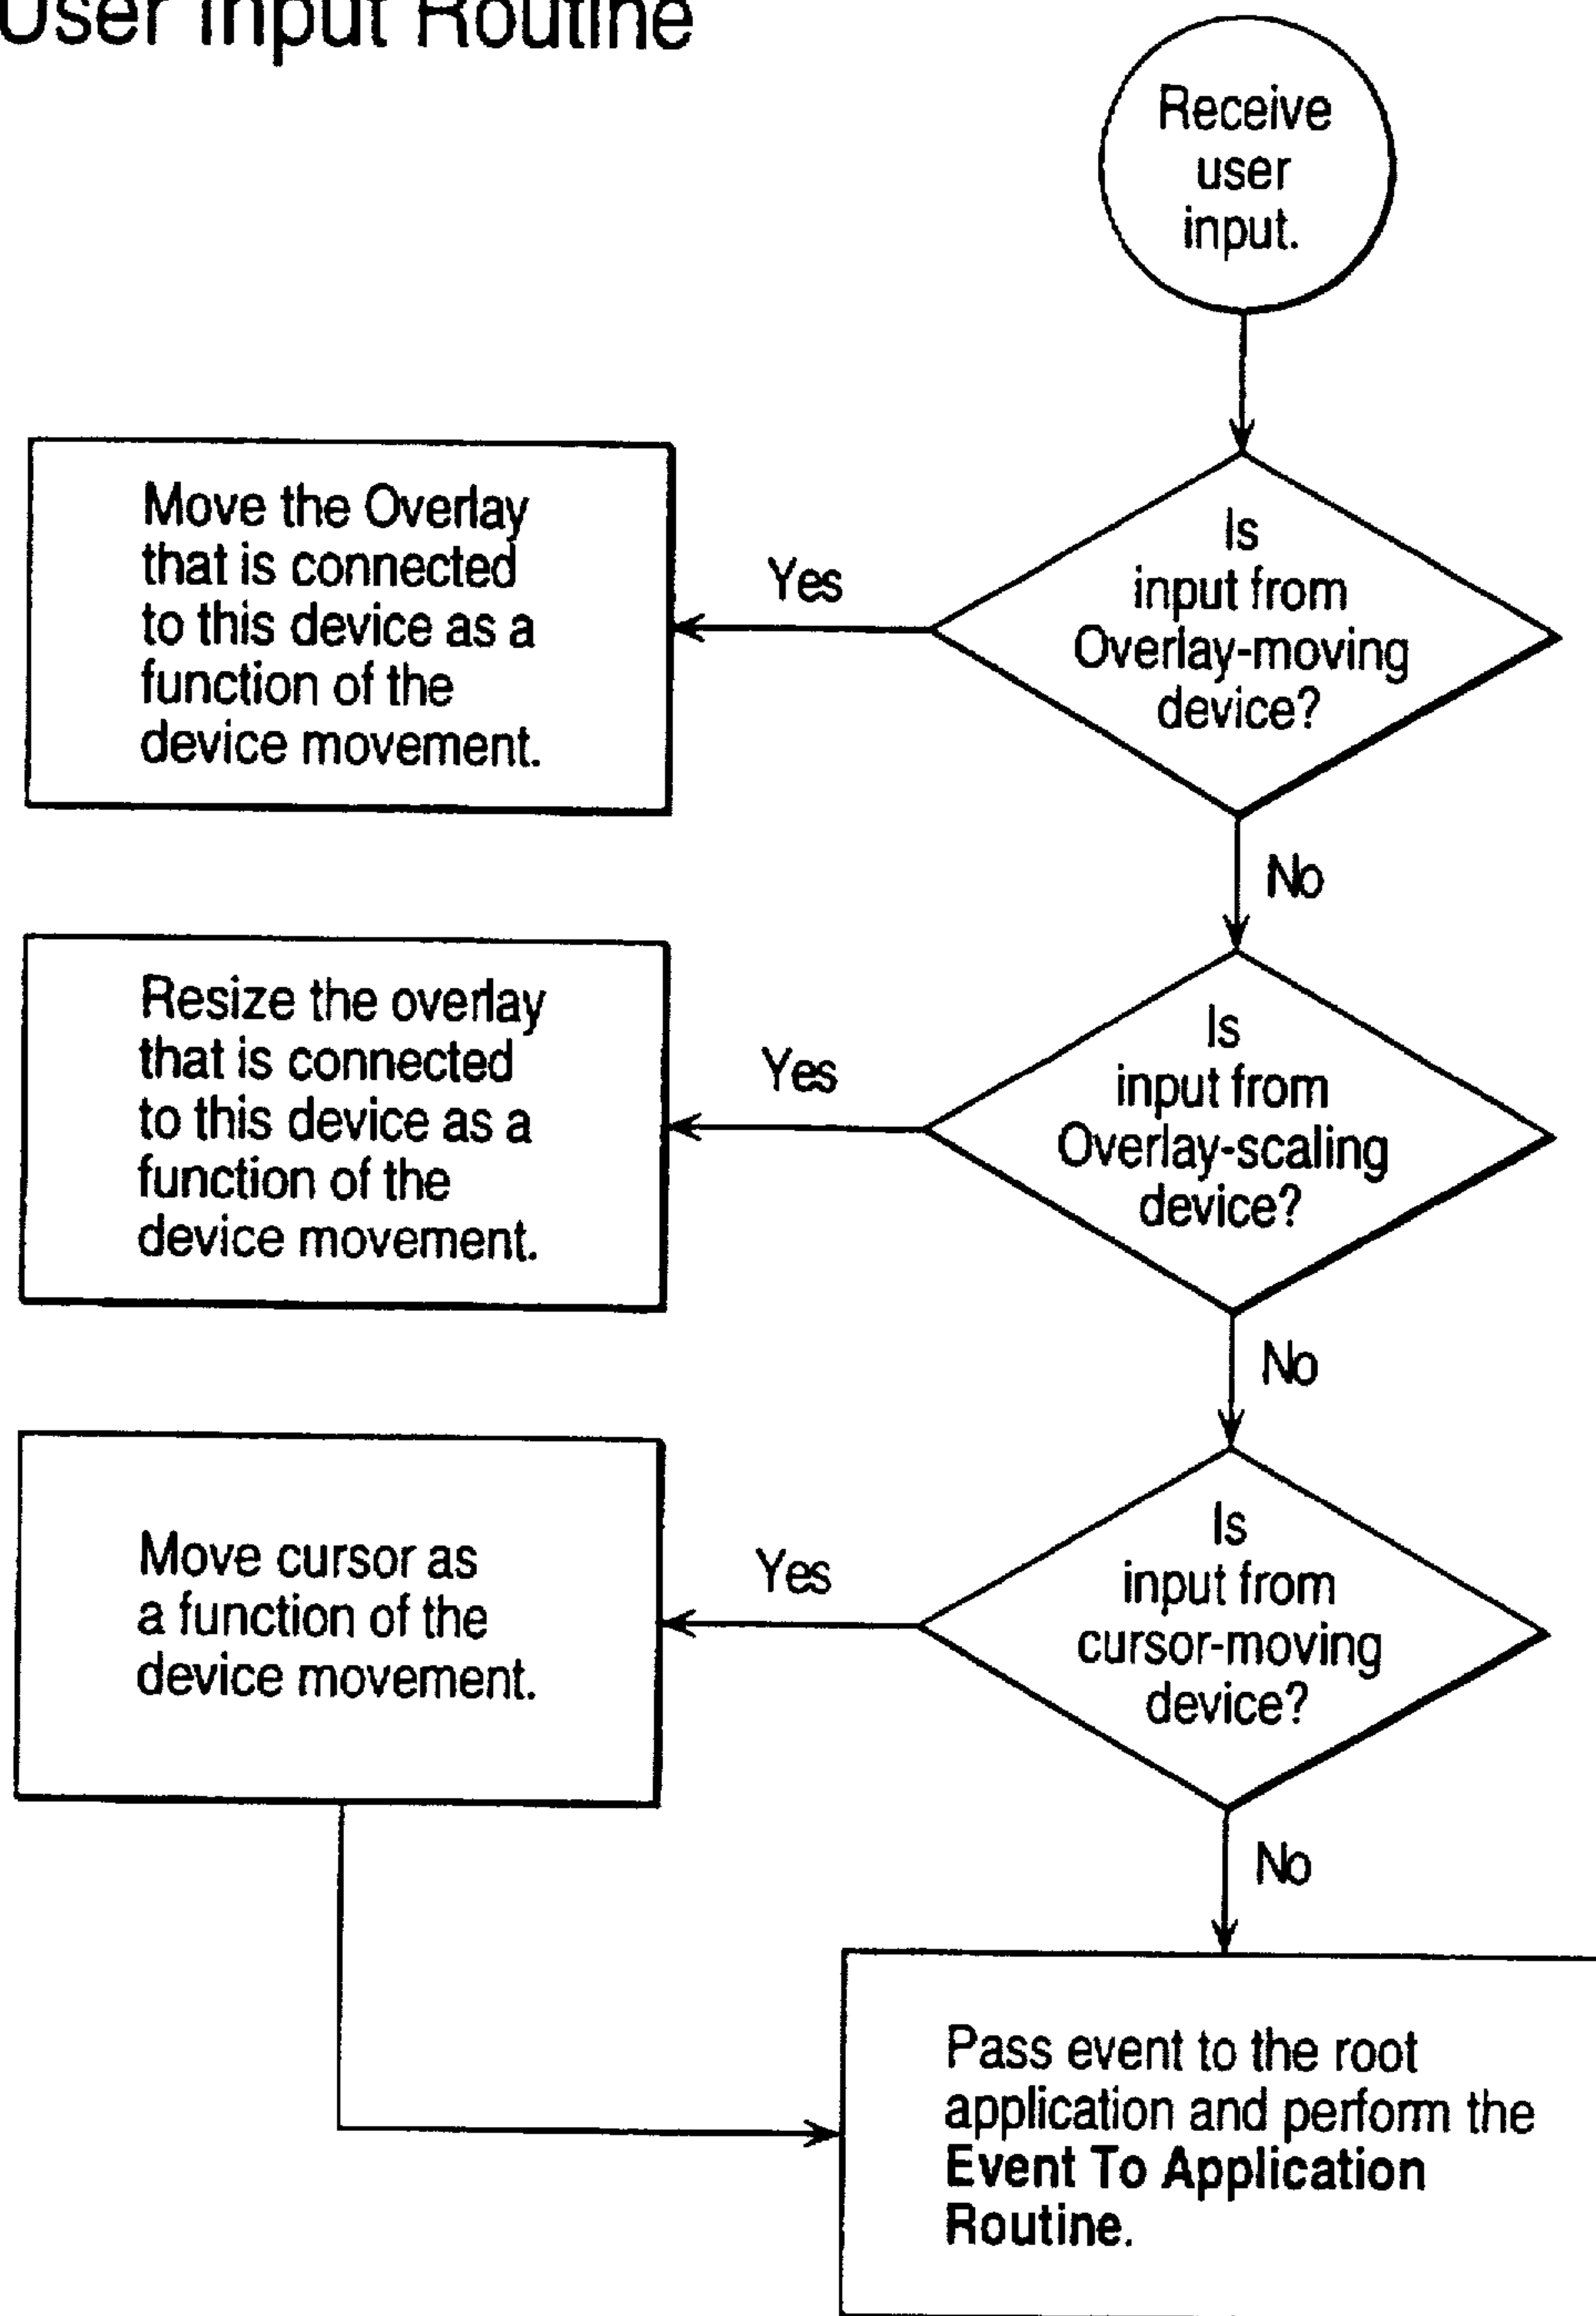 User Input Routine
Receive
user
input.
Is
input from
Overlay-moving
device?
Yes
Move the Overlay
that is connected
to this device as a
function of the
device movement.
No
Is
input from
Overlay-scaling
device?
Yes
Resize the overlay
that is connected
to this device as a
function of the
device movement.
No
Is
input from
cursor-moving
device?
Yes
Move cursor as
a function of the
device movement.
No
Pass event to the root
application and perform the
Event To Application
Routine.